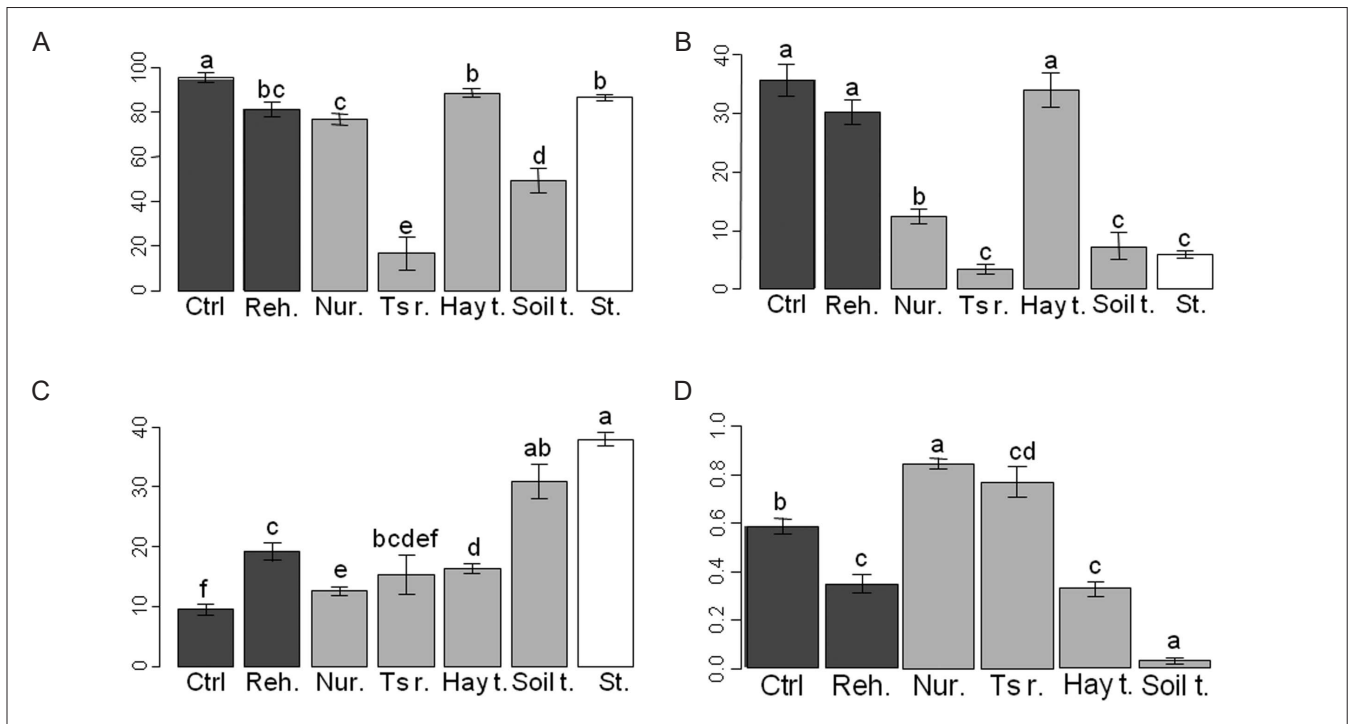 A
100
80
60
40
20
0
a
bc
c
e
b
d
b
Ctrl Reh. Nur. Ts r. Hay t. Soil t. St.
B
40
30
20
10
0
a
a
b
c
a
c
c
Ctrl Reh. Nur. Ts r. Hay t. Soil t. St.
C
40
30
20
10
0
f
c
e
bcdef
d
ab
a
Ctrl Reh. Nur. Ts r. Hay t. Soil t. St.
D
1.0
0.8
0.6
0.4
0.2
0.0
b
c
a
cd
c
a
Ctrl Reh. Nur. Ts r. Hay t. Soil t.